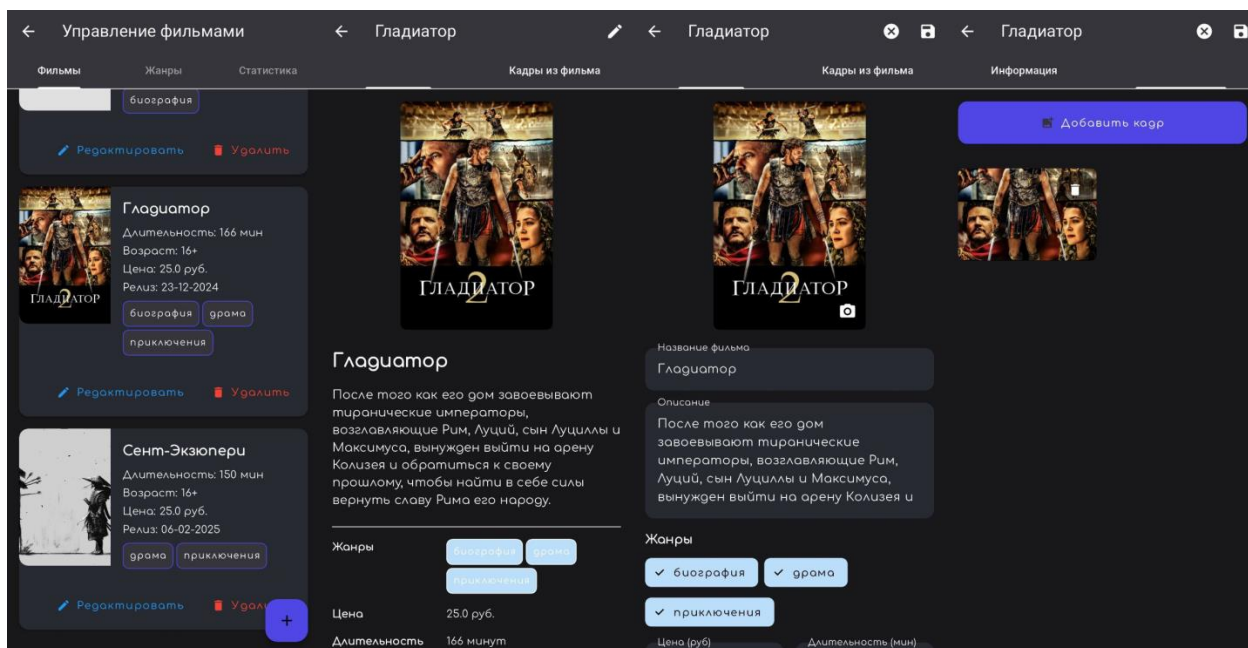 Управление фильмами
Фильмы
Жанры
Статистика
биография
Редактировать
Удалить
Гладиатор
Длительность: 166 мин
Возраст: 16+
Цена: 25.0 руб.
Релиз: 23-12-2024
биография
драма
приключения
ГЛАДИАТОР
2
Редактировать
Удалить
Сент-Экзюпери
Длительность: 150 мин
Возраст: 16+
Цена: 25.0 руб.
Релиз: 06-02-2025
драма
приключения
Редактировать
+
Гладиатор
Кадры из фильма
ГЛАДИАТОР
2
Гладиатор
После того как его дом завоевывают
тиранические императоры,
возглавляющие Рим, Луций, сын Луциллы и
Максимуса, вынужден выйти на арену
Колизея и обратиться к своему
прошлому, чтобы найти в себе силы
вернуть славу Рима его народу.
Жанры
биография
драма
приключения
Цена
25.0 руб.
Длительность
166 минут
Гладиатор
Кадры из фильма
ГЛАДИАТОР
2
Название фильма
Гладиатор
Описание
После того как его дом
завоевывают тиранические
императоры, возглавляющие Рим,
Луций, сын Луциллы и Максимуса,
вынужден выйти на арену Колизея и
Жанры
биография
драма
приключения
Цена (руб)
Длительность (мин)
Гладиатор
Информация
Добавить кадр